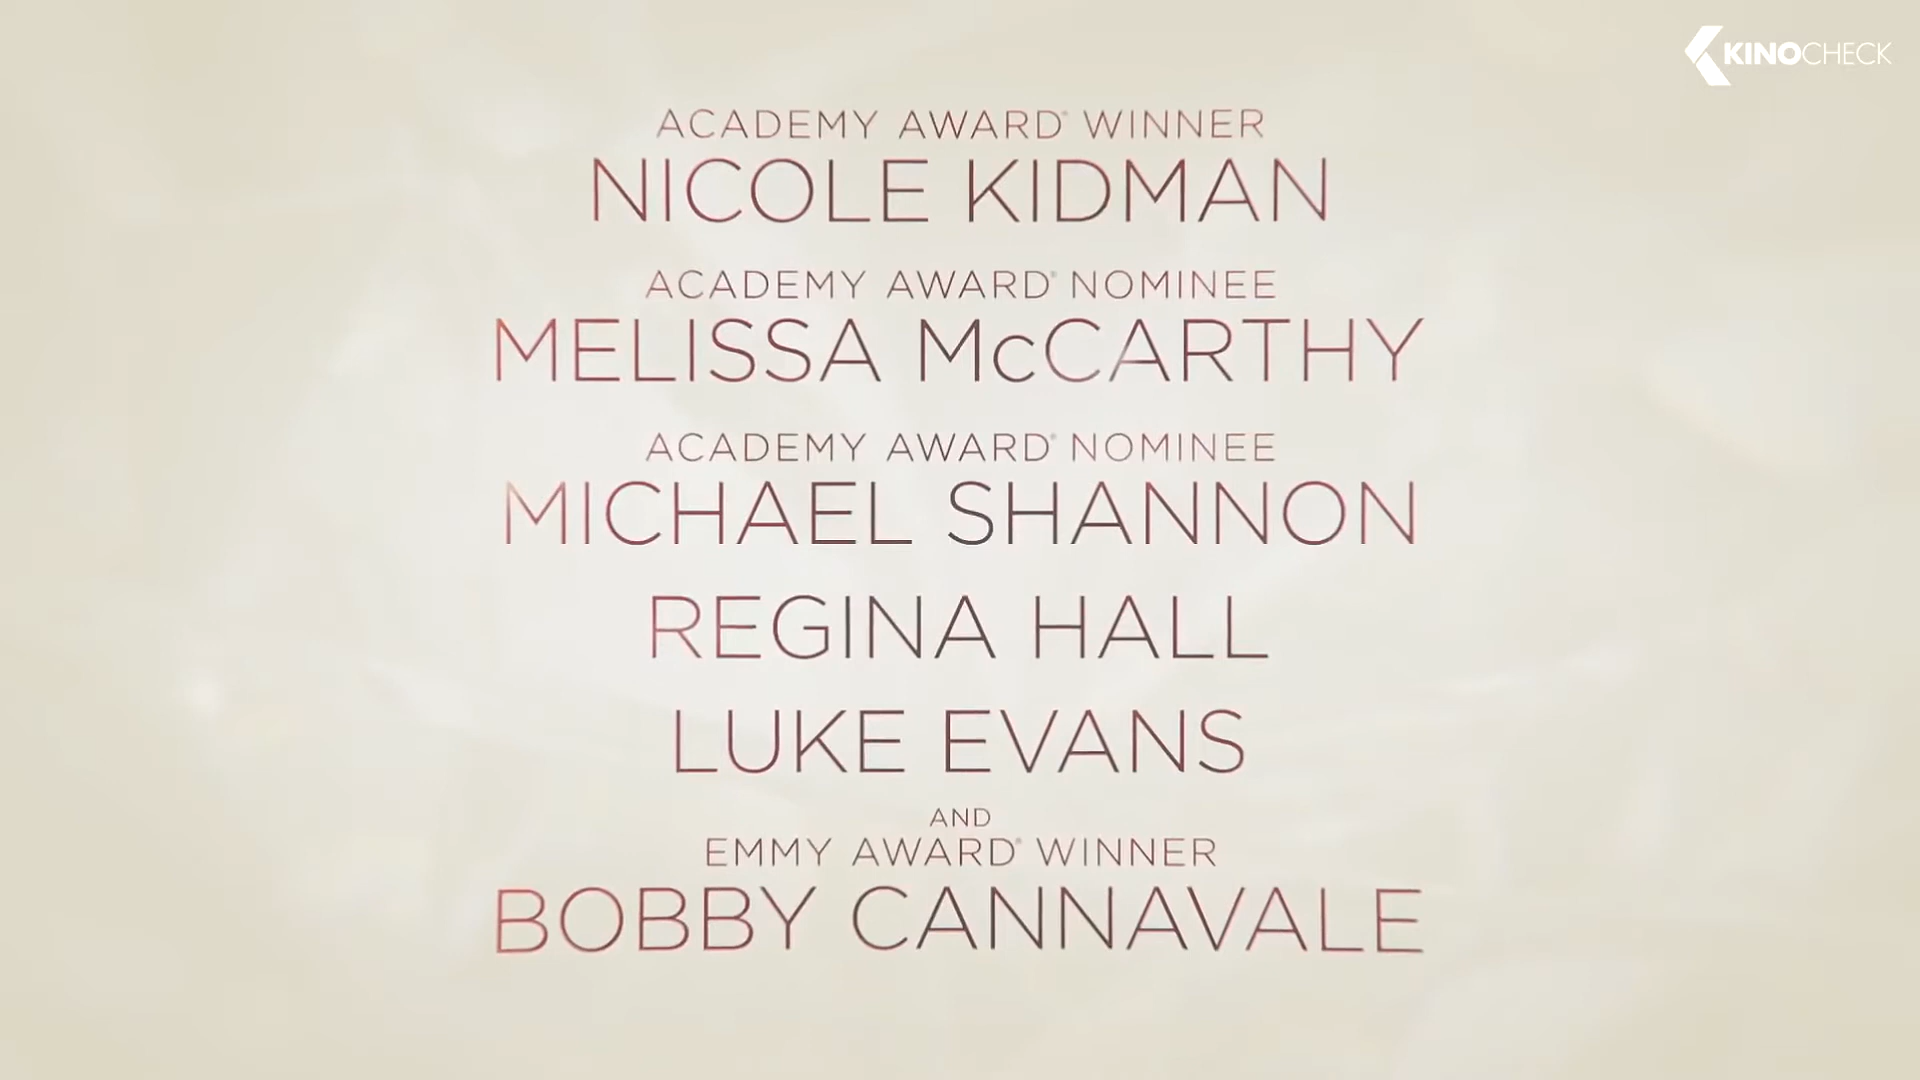 KINOCHECK
ACADEMY AWARD® WINNER
NICOLE KIDMAN
ACADEMY AWARD® NOMINEE
MELISSA McCARTHY
ACADEMY AWARD® NOMINEE
MICHAEL SHANNON
REGINA HALL
LUKE EVANS
AND
EMMY AWARD® WINNER
BOBBY CANNAVALE